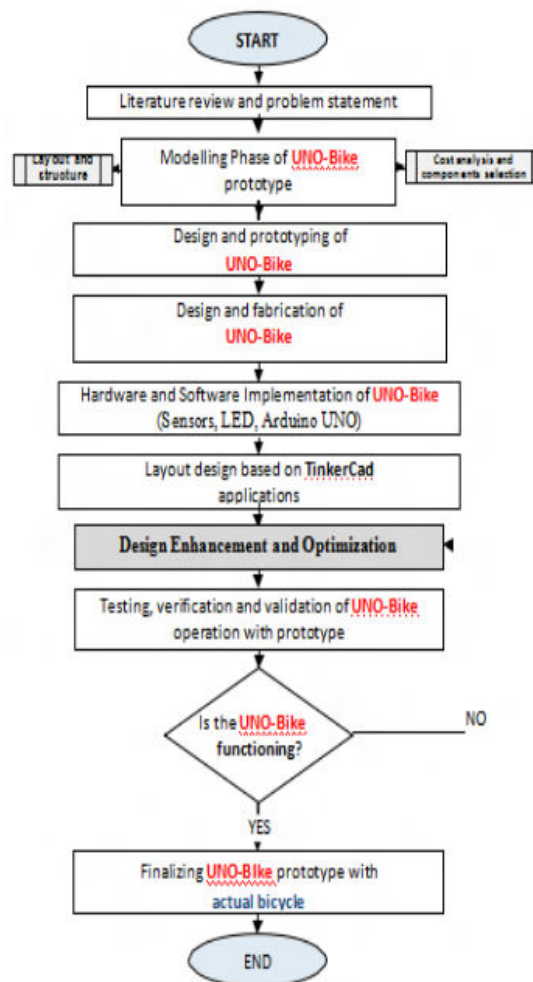 START
Literature review and problem statement
Layout and
structure
Modelling Phase of UNO-Bike
prototype
Cost analysis and
components selection
Design and prototyping of
UNO-Bike
Design and fabrication of
UNO-Bike
Hardware and Software Implementation of UNO-Bike
(Sensors, LED, Arduino UNO)
Layout design based on TinkerCad
applications
Design Enhancement and Optimization
Testing, verification and validation of UNO-Bike
operation with prototype
Is the UNO-Bike
functioning?
NO
YES
Finalizing UNO-BIke prototype with
actual bicycle
END